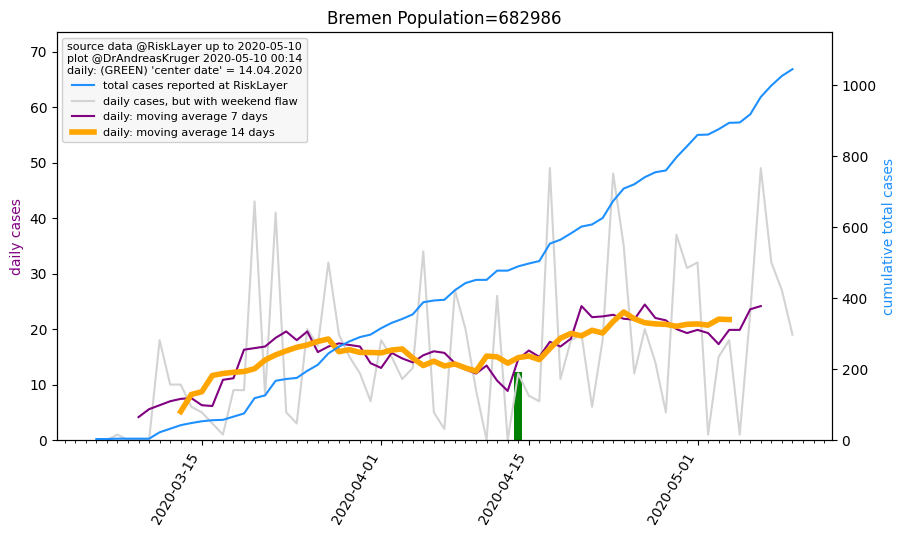 Bremen Population=682986
source data @RiskLayer up to 2020-05-10
plot @DrAndreasKruger 2020-05-10 00:14
daily: (GREEN) 'center date' = 14.04.2020
total cases reported at RiskLayer
daily cases, but with weekend flaw
daily: moving average 7 days
daily: moving average 14 days
daily cases
70
60
50
40
30
20
10
0
1000
800
600
400
200
0
cumulative total cases
2020-03-15
2020-04-01
2020-04-15
2020-05-01